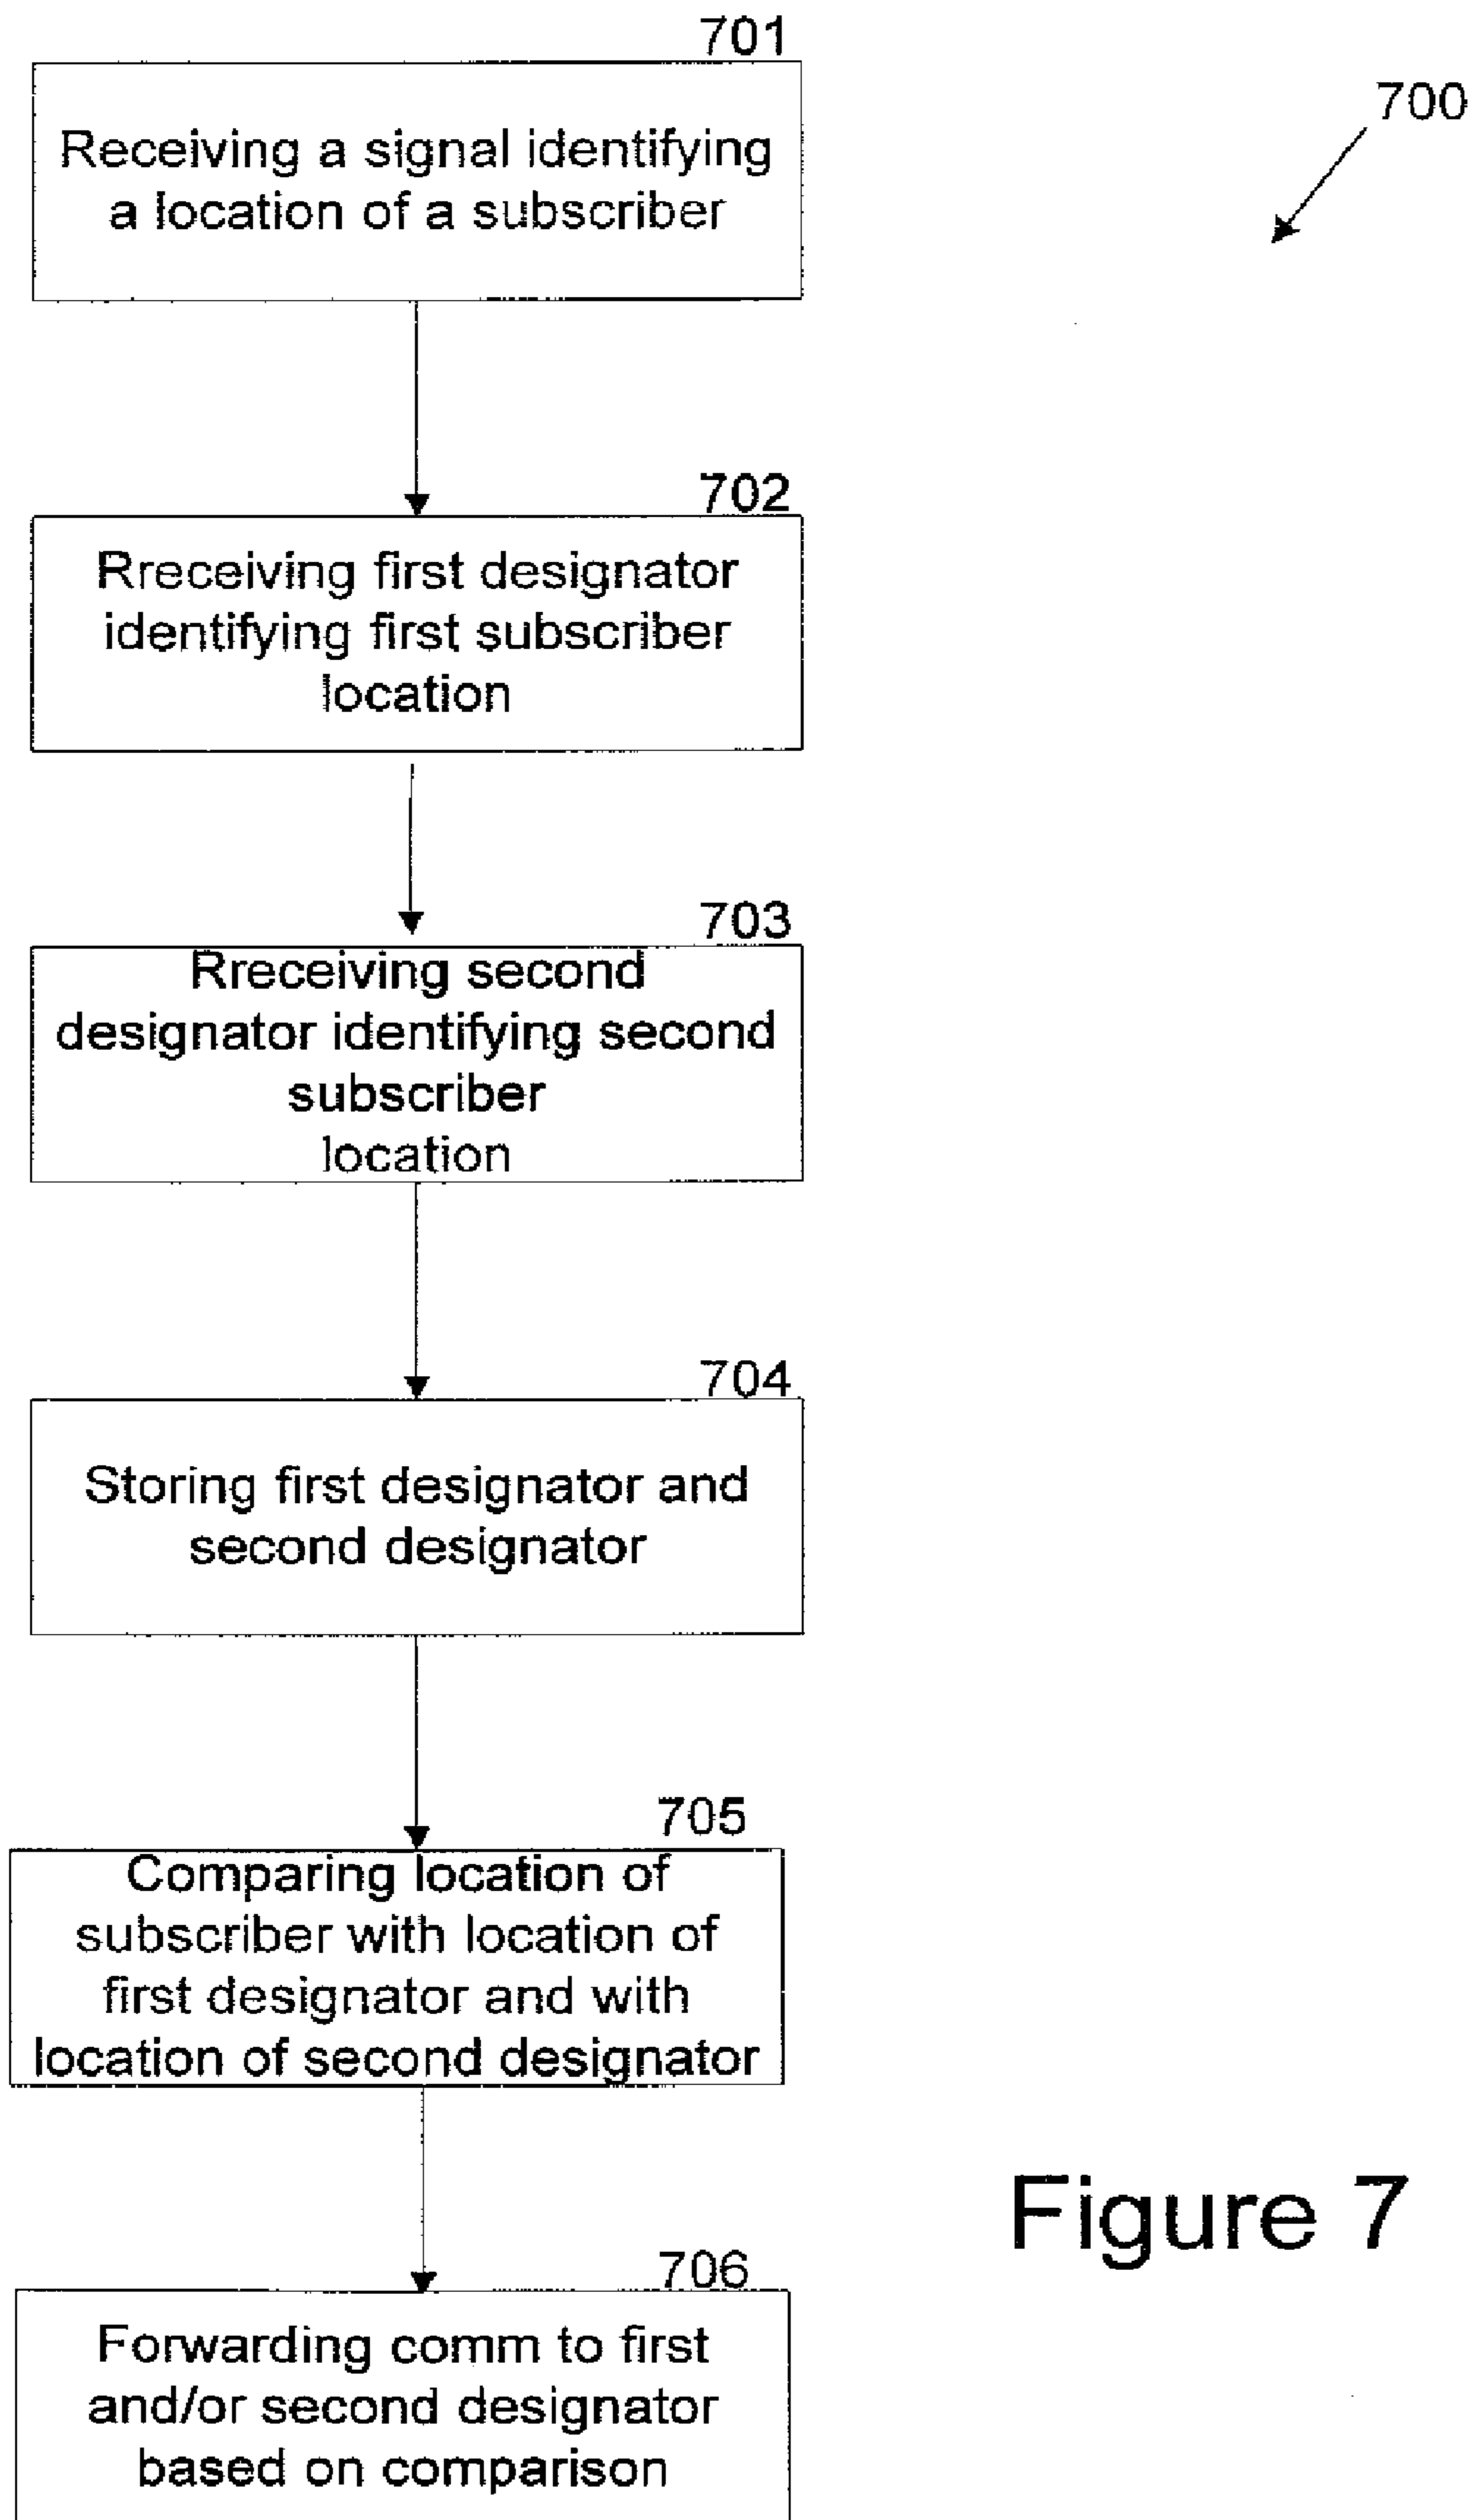 701
700
Receiving a signal identifying
a location of a subscriber
702
Rreceiving first designator
identifying first subscriber
location
703
Rreceiving second
designator identifying second
subscriber
location
704
Storing first designator and
second designator
705
Comparing location of
subscriber with location of
first designator and with
location of second designator
706
Forwarding comm to first
and/or second designator
based on comparison
Figure 7